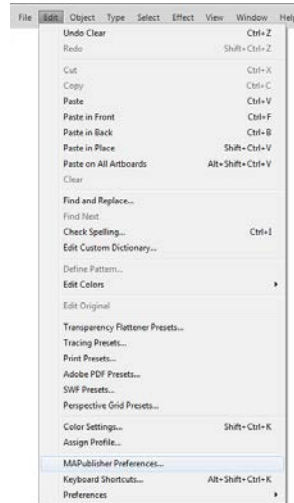 File Edit Object Type Select Effect View Window Help
Undo Clear Ctrl+Z
Redo Shift+Ctrl+Z
Cut Ctrl+X
Copy Ctrl+C
Paste Ctrl+V
Paste in Front Ctrl+F
Paste in Back Ctrl+B
Paste in Place Shift+Ctrl+V
Paste on All Artboards Alt+Shift+Ctrl+V
Clear
Find and Replace...
Find Next
Check Spelling... Ctrl+I
Edit Custom Dictionary...
Define Pattern...
Edit Colors
Edit Original
Transparency Flattener Presets...
Tracing Presets...
Print Presets...
Adobe PDF Presets...
SWF Presets...
Perspective Grid Presets...
Color Settings... Shift+Ctrl+K
Assign Profile...
MAPublisher Preferences...
Keyboard Shortcuts... Alt+Shift+Ctrl+K
Preferences